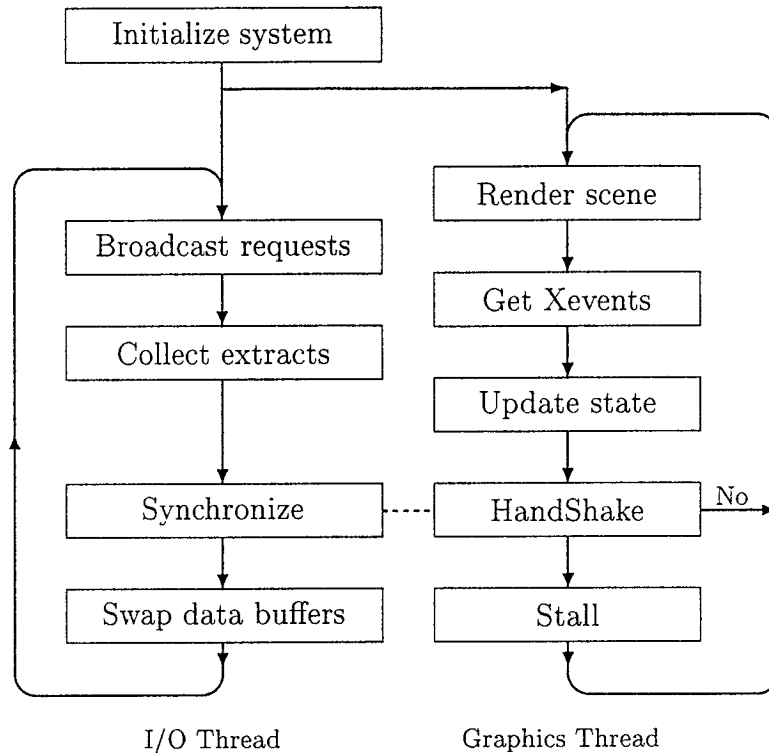 Initialize system
Broadcast requests
Collect extracts
Synchronize
Swap data buffers
I/O Thread
Render scene
Get Xevents
Update state
HandShake
No
Stall
Graphics Thread